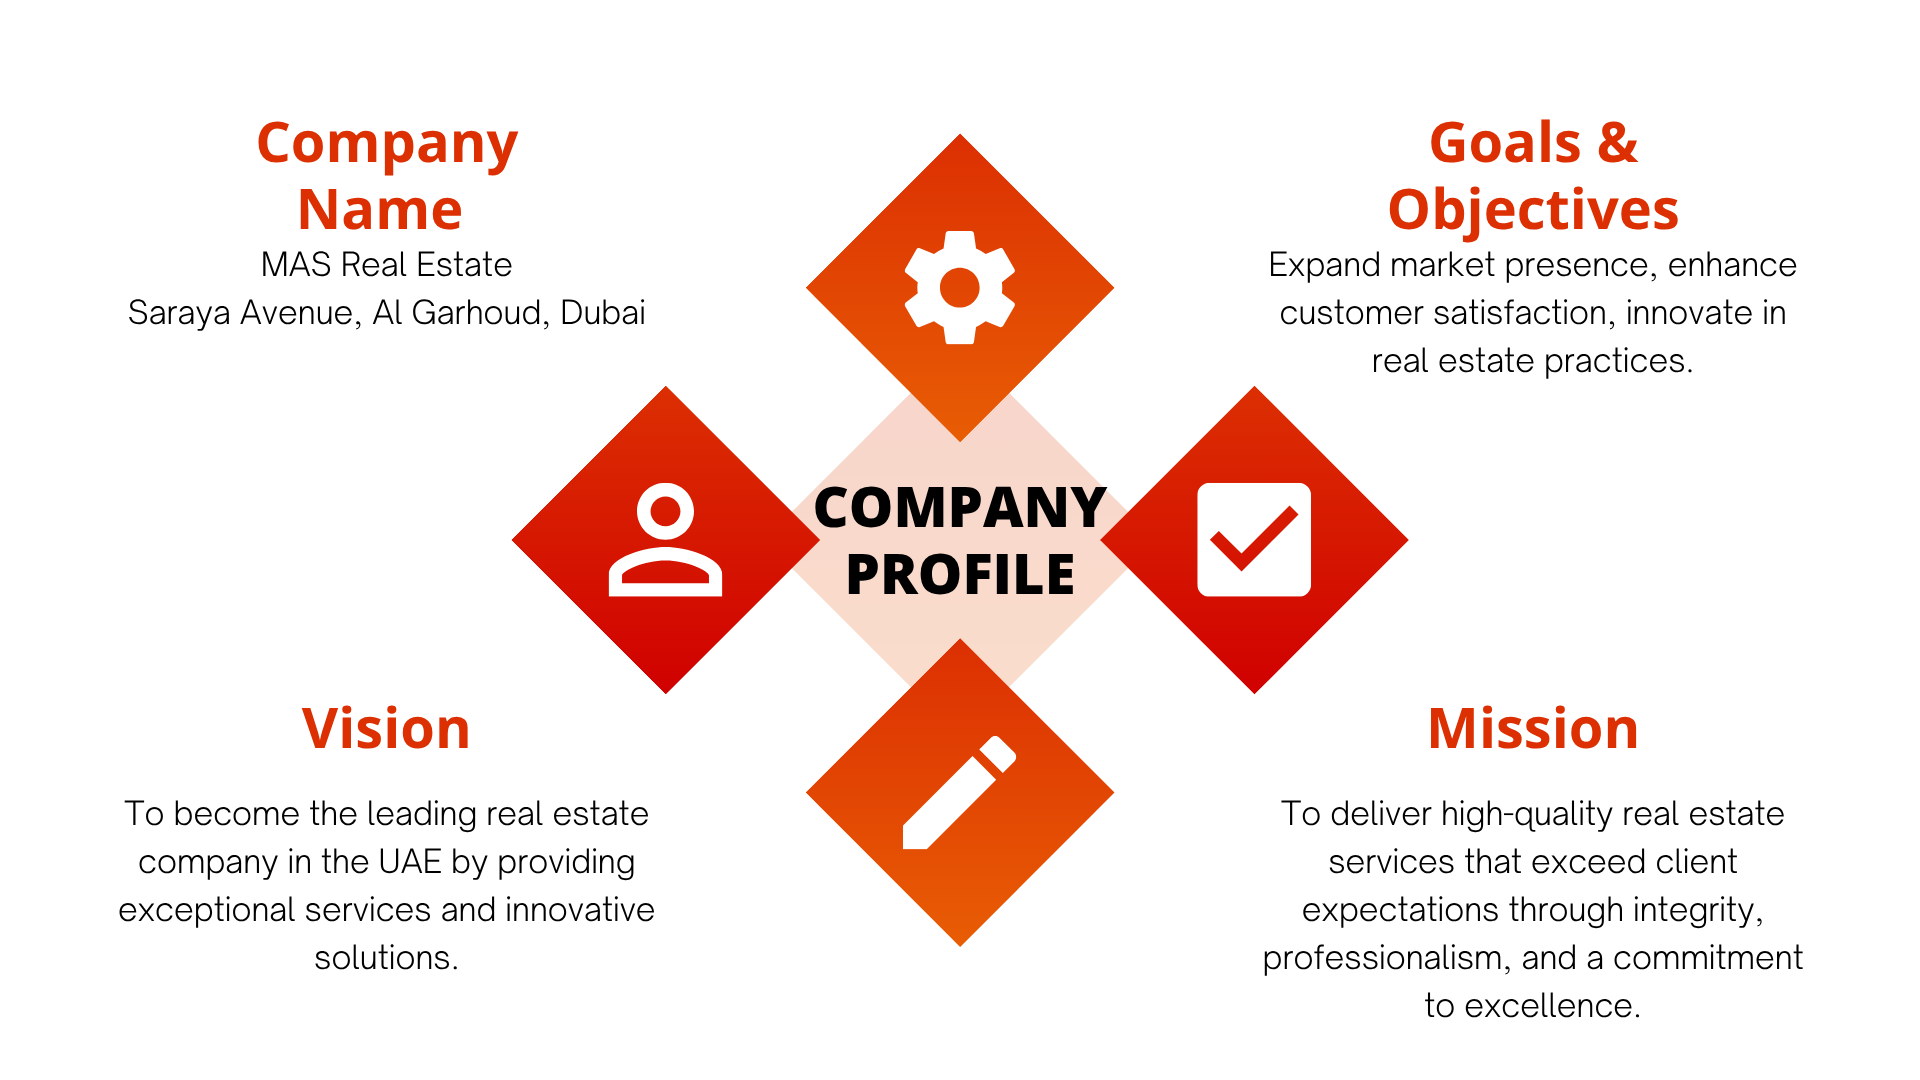 Company
Name
MAS Real Estate
Saraya Avenue, Al Garhoud, Dubai
Goals &
Objectives
Expand market presence, enhance
customer satisfaction, innovate in
real estate practices.
COMPANY
PROFILE
Vision
To become the leading real estate
company in the UAE by providing
exceptional services and innovative
solutions.
Mission
To deliver high-quality real estate
services that exceed client
expectations through integrity,
professionalism, and a commitment
to excellence.